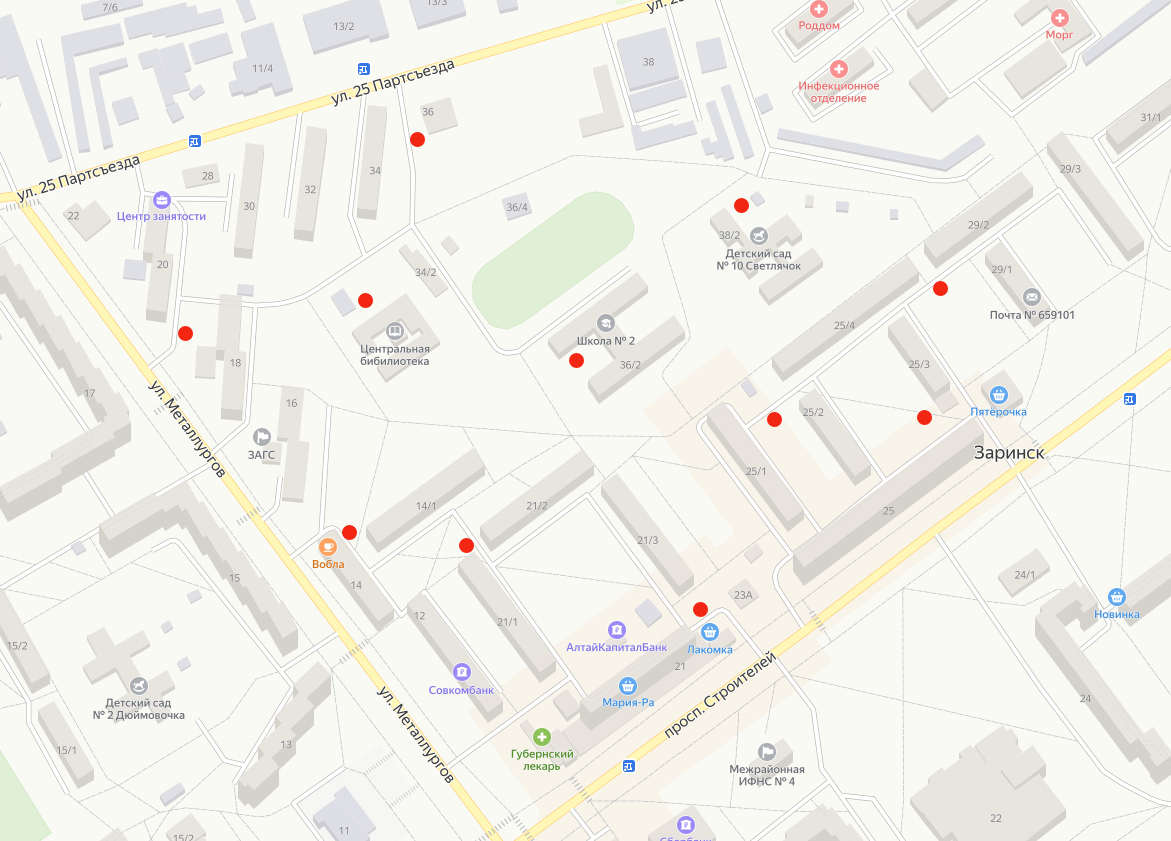 7/6
13/2
13/3
ул. 25
Роддом
Морг
11/4
ул. 25 Партсъезда
38
Инфекционное
отделение
36
31/1
ул. 25 Партсъезда
28
34
32
30
29/3
22
Центр занятости
36/4
38/2
29/2
Детский сад
№ 10 Светлячок
20
34/2
29/1
Почта № 659101
25/4
Школа № 2
Центральная
бибилиотека
18
36/2
25/3
17
ул. Металлургов
16
Пятёрочка
25/2
ЗАГС
Заринск
25/1
14/1
21/2
25
21/3
Вобла
15
14
24/1
23А
12
21/1
Новинка
15/2
АлтайКапиталБанк
Лакомка
21
Совкомбанк
Мария-Ра
просп. Строителей
Детский сад
№ 2 Дюймовочка
24
ул. Металлургов
15/1
13
Губернский
лекарь
Межрайонная
ИФНС № 4
22
11
15/2
Сбербанк